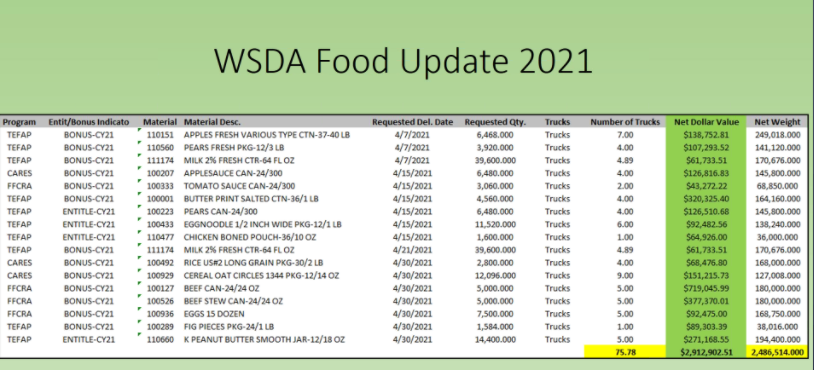 WSDA Food Update 2021
Program Entit/Bonus Indicato Material Material Desc. Requested Del. Date Requested Qty. Trucks Number of Trucks Net Dollar Value Net Weight
TEFAP BONUS-CY21 110151 APPLES FRESH VARIOUS TYPE CTN-37-40 LB 4/7/2021 6,468.000 Trucks 7.00 $138,752.81 249,018.000
TEFAP BONUS-CY21 110560 PEARS FRESH PKG-12/3 LB 4/7/2021 3,920.000 Trucks 4.00 $107,293.52 141,120.000
TEFAP BONUS-CY21 111174 MILK 2% FRESH CTR-64 FL OZ 4/7/2021 39,600.000 Trucks 4.89 $61,733.51 170,676.000
CARES BONUS-CY21 100207 APPLESAUCE CAN-24/300 4/15/2021 6,480.000 Trucks 4.00 $126,816.83 145,800.000
FFCRA BONUS-CY21 100333 TOMATO SAUCE CAN-24/300 4/15/2021 3,060.000 Trucks 2.00 $43,272.22 68,850.000
TEFAP BONUS-CY21 100001 BUTTER PRINT SALTED CTN-36/1 LB 4/15/2021 4,560.000 Trucks 4.00 $320,325.40 164,160.000
TEFAP ENTITLE-CY21 100223 PEARS CAN-24/300 4/15/2021 6,480.000 Trucks 4.00 $126,510.68 145,800.000
TEFAP ENTITLE-CY21 100433 EGGNOODLE 1/2 INCH WIDE PKG-12/1 LB 4/15/2021 11,520.000 Trucks 6.00 $92,482.56 138,240.000
TEFAP ENTITLE-CY21 110477 CHICKEN BONED POUCH-36/10 OZ 4/15/2021 1,600.000 Trucks 1.00 $64,926.00 36,000.000
TEFAP BONUS-CY21 111174 MILK 2% FRESH CTR-64 FL OZ 4/21/2021 39,600.000 Trucks 4.89 $61,733.51 170,676.000
CARES BONUS-CY21 100492 RICE US#2 LONG GRAIN PKG-30/2 LB 4/30/2021 2,800.000 Trucks 4.00 $68,476.80 168,000.000
CARES BONUS-CY21 100929 CEREAL OAT CIRCLES 1344 PKG-12/14 OZ 4/30/2021 12,096.000 Trucks 9.00 $151,215.73 127,008.000
FFCRA BONUS-CY21 100127 BEEF CAN-24/24 OZ 4/30/2021 5,000.000 Trucks 5.00 $719,045.99 180,000.000
FFCRA BONUS-CY21 100526 BEEF STEW CAN-24/24 OZ 4/30/2021 5,000.000 Trucks 5.00 $377,370.01 180,000.000
FFCRA BONUS-CY21 100936 EGGS 15 DOZEN 4/30/2021 7,500.000 Trucks 5.00 $92,475.00 168,750.000
TEFAP BONUS-CY21 100289 FIG PIECES PKG-24/1 LB 4/30/2021 1,584.000 Trucks 1.00 $89,303.39 38,016.000
TEFAP ENTITLE-CY21 110660 K PEANUT BUTTER SMOOTH JAR-12/18 OZ 4/30/2021 14,400.000 Trucks 5.00 $271,168.55 194,400.000
75.78 $2,912,902.51 2,486,514.000